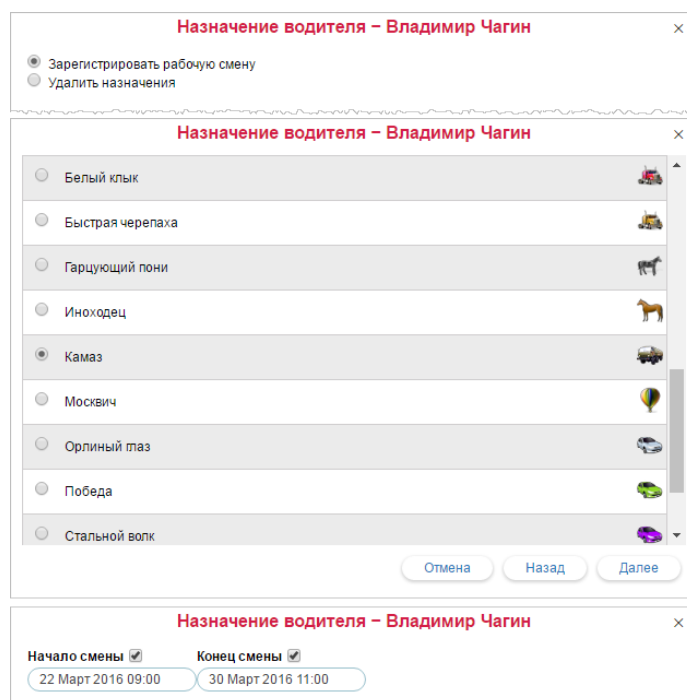 Назначение водителя – Владимир Чагин ×
Зарегистрировать рабочую смену
Удалить назначения
Назначение водителя – Владимир Чагин ×
Белый клык
Быстрая черепаха
Гарцующий пони
Иноходец
Камаз
Москвич
Орлиный глаз
Победа
Стальной волк
Отмена Назад Далее
Назначение водителя – Владимир Чагин ×
Начало смены Конец смены
22 Март 2016 09:00 30 Март 2016 11:00